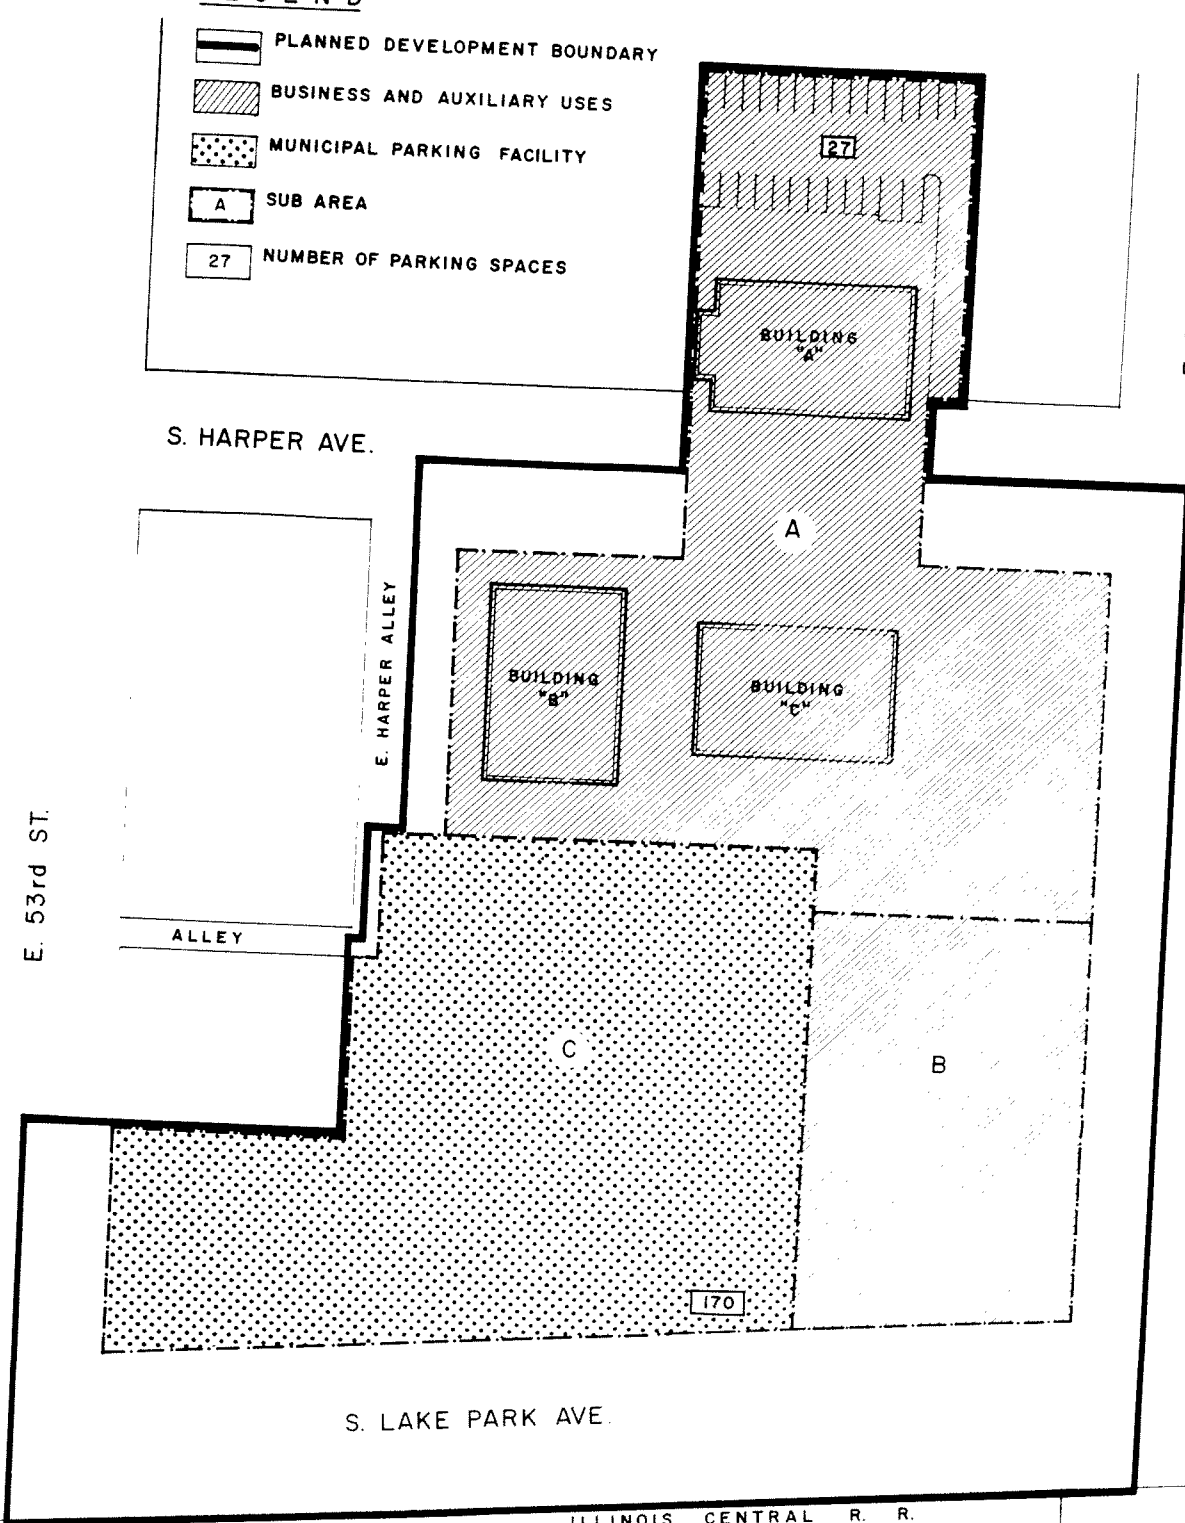 PLANNED DEVELOPMENT BOUNDARY
BUSINESS AND AUXILIARY USES
MUNICIPAL PARKING FACILITY
A SUB AREA
27 NUMBER OF PARKING SPACES
27
BUILDING
"A"
S. HARPER AVE.
A
E. HARPER ALLEY
BUILDING
"B"
BUILDING
"C"
E. 53rd ST.
ALLEY
C
B
170
S. LAKE PARK AVE.
ILLINOIS CENTRAL R. R.